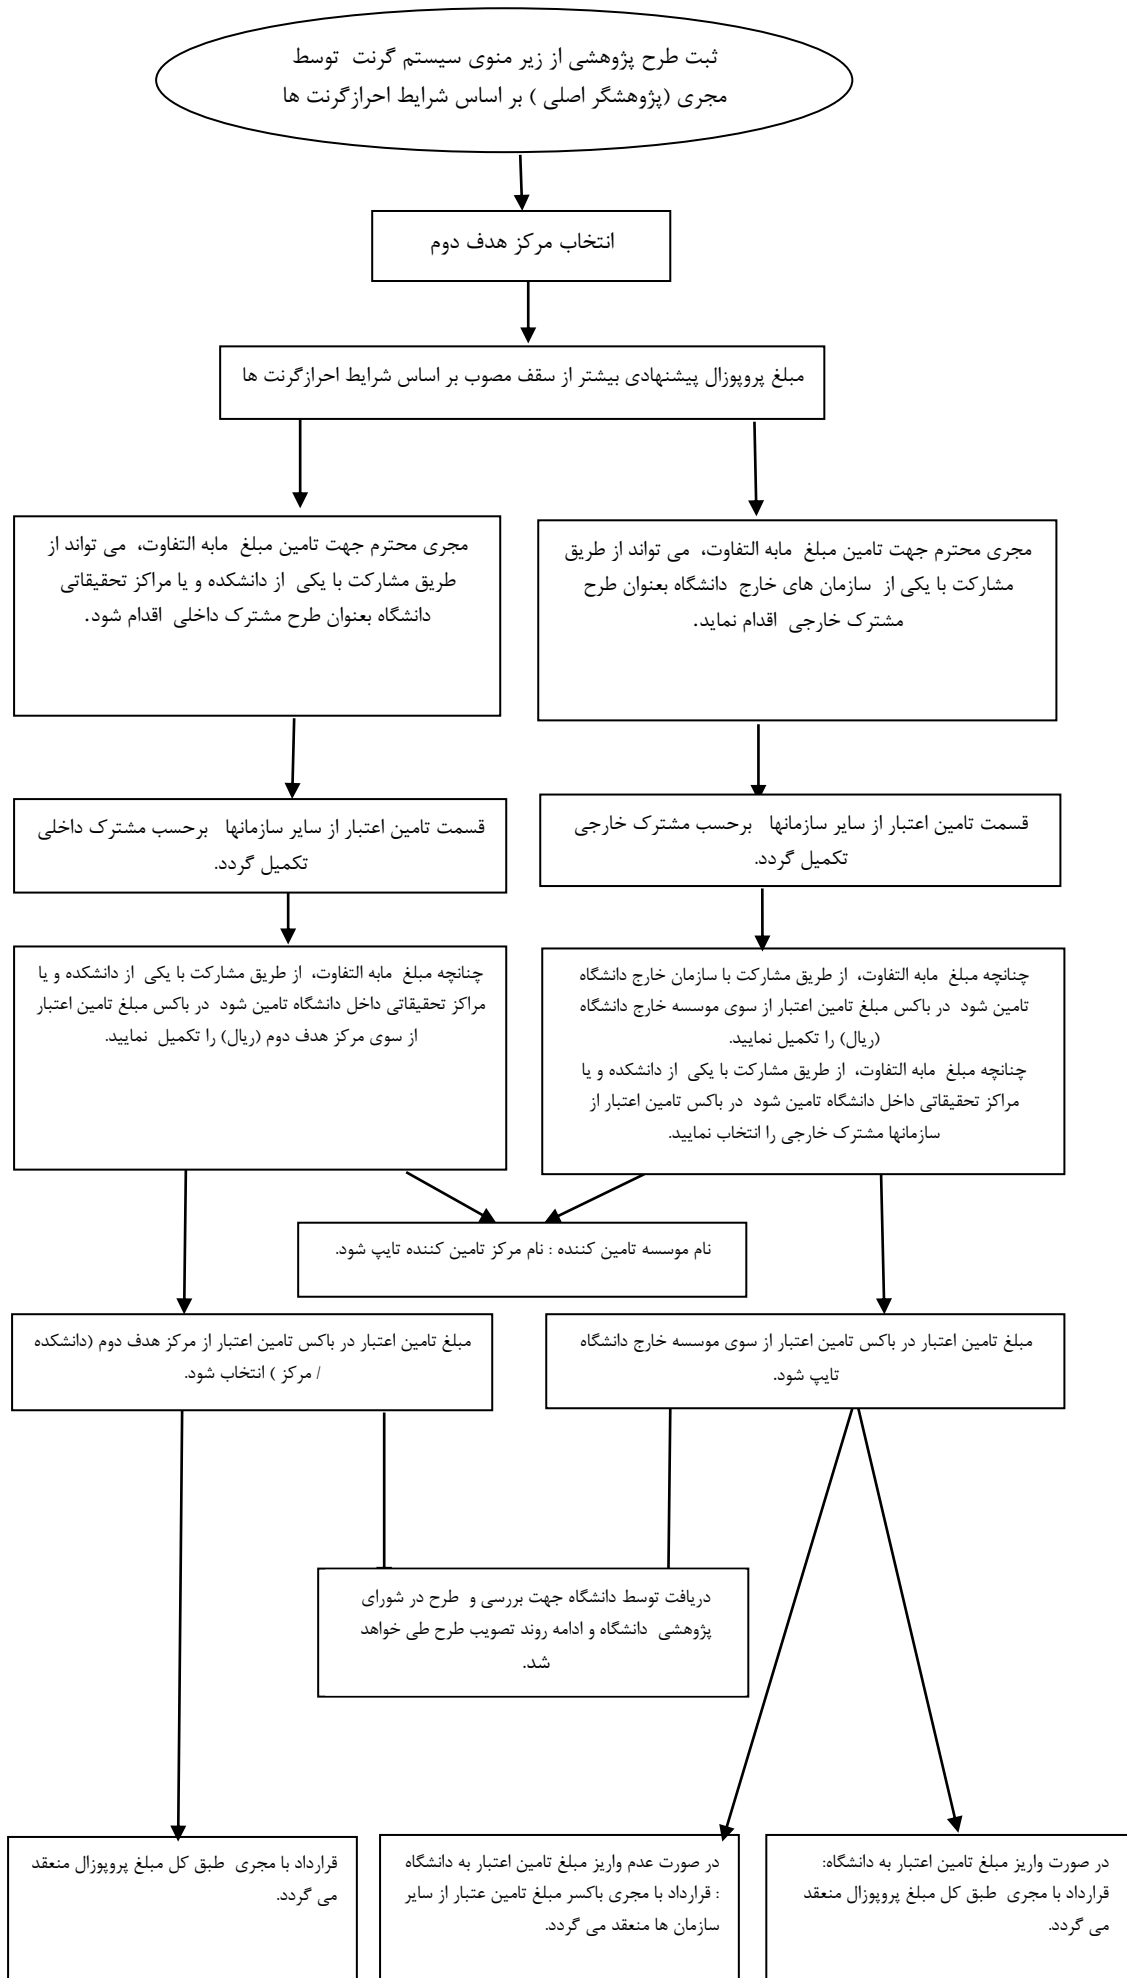 ثبت طرح پژوهشی از زیر منوی سیستم گرنت توسط
مجری (پژوهشگر اصلی ) بر اساس شرایط احرازگرنت ها
انتخاب مرکز هدف دوم
مبلغ پروپوزال پیشنهادی بیشتر از سقف مصوب بر اساس شرایط احرازگرنت ها
مجری محترم جهت تامین مبلغ مابه التفاوت، می تواند از طریق
مشارکت با یکی از سازمان های خارج دانشگاه بعنوان طرح
مشترک خارجی اقدام نماید.
مجری محترم جهت تامین مبلغ مابه التفاوت، می تواند از
طریق مشارکت با یکی از دانشکده و یا مراکز تحقیقاتی
دانشگاه بعنوان طرح مشترک داخلی اقدام شود.
قسمت تامین اعتبار از سایر سازمانها برحسب مشترک خارجی
تکمیل گردد.
قسمت تامین اعتبار از سایر سازمانها برحسب مشترک داخلی
تکمیل گردد.
چنانچه مبلغ مابه التفاوت، از طریق مشارکت با سازمان خارج دانشگاه
تامین شود در باکس مبلغ تامین اعتبار از سوی موسسه خارج دانشگاه
(ریال) را تکمیل نمایید.
چنانچه مبلغ مابه التفاوت، از طریق مشارکت با یکی از دانشکده و یا
مراکز تحقیقاتی داخل دانشگاه تامین شود در باکس تامین اعتبار از
سازمانها مشترک خارجی را انتخاب نمایید.
چنانچه مبلغ مابه التفاوت، از طریق مشارکت با یکی از دانشکده و یا
مراکز تحقیقاتی داخل دانشگاه تامین شود در باکس مبلغ تامین اعتبار
از سوی مرکز هدف دوم (ریال) را تکمیل نمایید.
نام موسسه تامین کننده : نام مرکز تامین کننده تایپ شود.
مبلغ تامین اعتبار در باکس تامین اعتبار از سوی موسسه خارج دانشگاه
تایپ شود.
مبلغ تامین اعتبار در باکس تامین اعتبار از مرکز هدف دوم (دانشکده
/ مرکز ) انتخاب شود.
دریافت توسط دانشگاه جهت بررسی و طرح در شورای
پژوهشی دانشگاه و ادامه روند تصویب طرح طی خواهد
شد.
در صورت واریز مبلغ تامین اعتبار به دانشگاه:
قرارداد با مجری طبق کل مبلغ پروپوزال منعقد
می گردد.
در صورت عدم واریز مبلغ تامین اعتبار به دانشگاه
: قرارداد با مجری باکسر مبلغ تامین عتبار از سایر
سازمان ها منعقد می گردد.
قرارداد با مجری طبق کل مبلغ پروپوزال منعقد
می گردد.